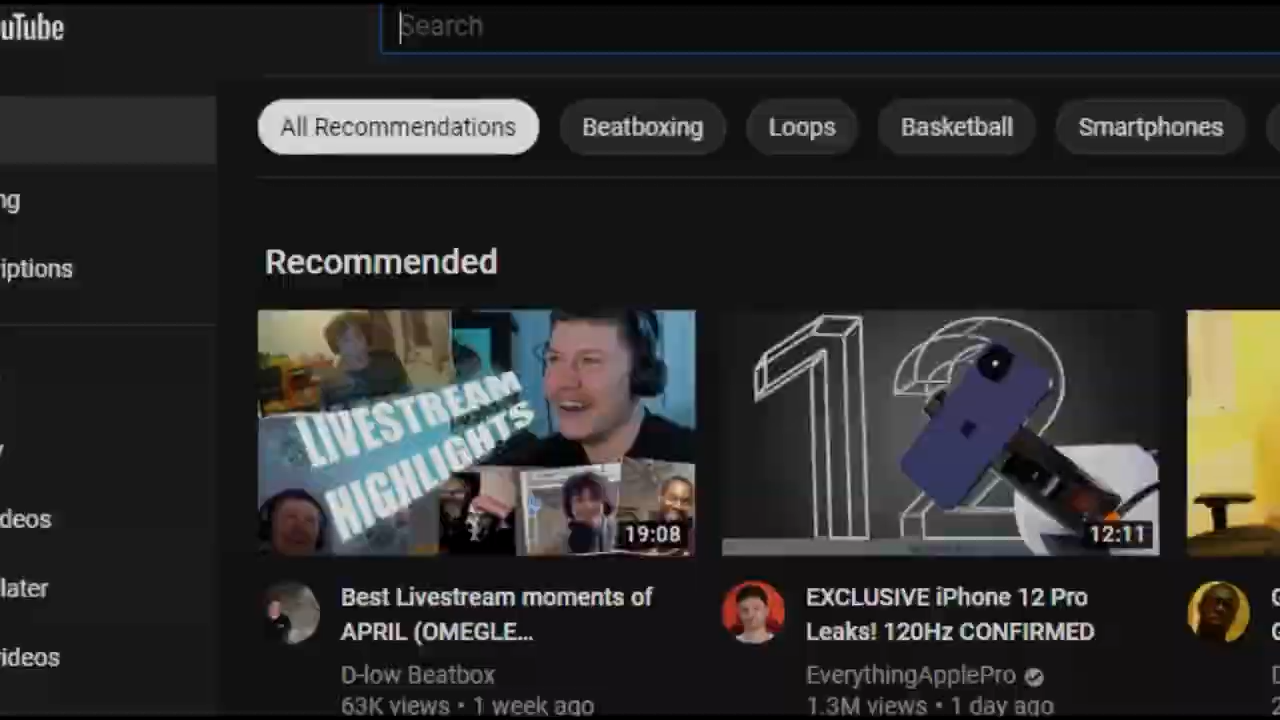 uTube
Search
All Recommendations
Beatboxing
Loops
Basketball
Smartphones
ng
iptions
Recommended
LIVESTREAM
HIGHLIGHTS
19:08
12
12:11
deos
later
videos
Best Livestream moments of
APRIL (OMEGLE...
D-low Beatbox
63K views • 1 week ago
EXCLUSIVE iPhone 12 Pro
Leaks! 120Hz CONFIRMED
EverythingApplePro
1.3M views • 1 day ago